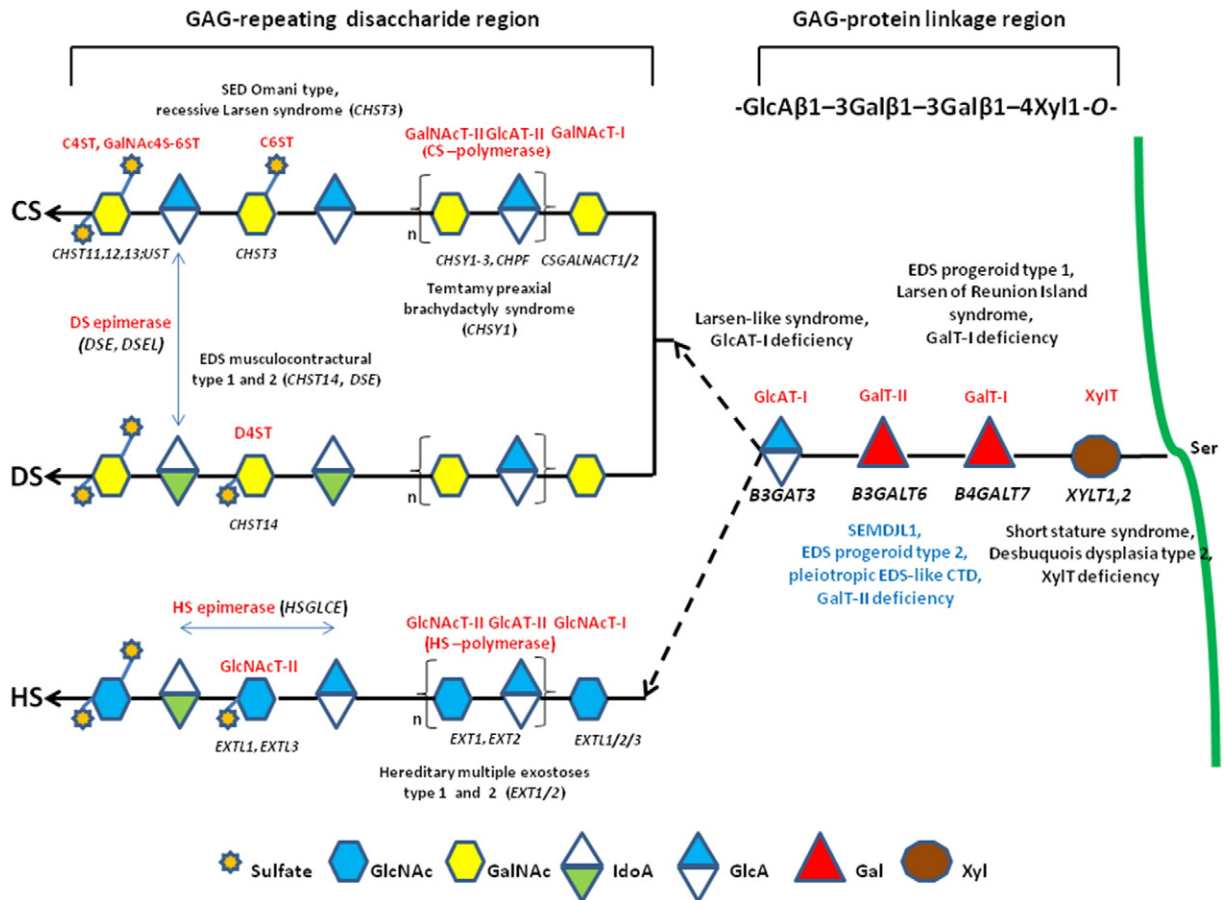 GAG-repeating disaccharide region
GAG-protein linkage region
SED Omani type,
recessive Larsen syndrome (CHST3)
-GlcAβ1–3Galβ1–3Galβ1–4Xyl1-O-
C4ST, GalNAc4S-6ST
C6ST
GalNAcT-II GlcAT-II
(CS–polymerase)
GalNAcT-I
CS
n
CHST11,12,13;UST
CHST3
CHSY1-3, CHPF
CSGALNACT1/2
Temtamy preaxial
brachydactyly syndrome
(CHSY1)
DS epimerase
(DSE, DSEL)
EDS musculocontractural
type 1 and 2 (CHST14, DSE)
Larsen-like syndrome,
GlcAT-I deficiency
EDS progeroid type 1,
Larsen of Reunion Island
syndrome,
GalT-I deficiency
GlcAT-I
GalT-II
GalT-I
XylT
Ser
B3GAT3
B3GALT6
B4GALT7
XYLT1,2
D4ST
DS
n
CHST14
SEMDJL1,
EDS progeroid type 2,
pleiotropic EDS-like CTD,
GalT-II deficiency
Short stature syndrome,
Desbuquois dysplasia type 2,
XylT deficiency
HS epimerase (HSGLCE)
GlcNAcT-II
GlcNAcT-II GlcAT-II
(HS–polymerase)
GlcNAcT-I
HS
n
EXTL1, EXTL3
EXT1, EXT2
EXTL1/2/3
Hereditary multiple exostoses
type 1 and 2 (EXT1/2)
Sulfate
GlcNAc
GalNAc
IdoA
GlcA
Gal
Xyl